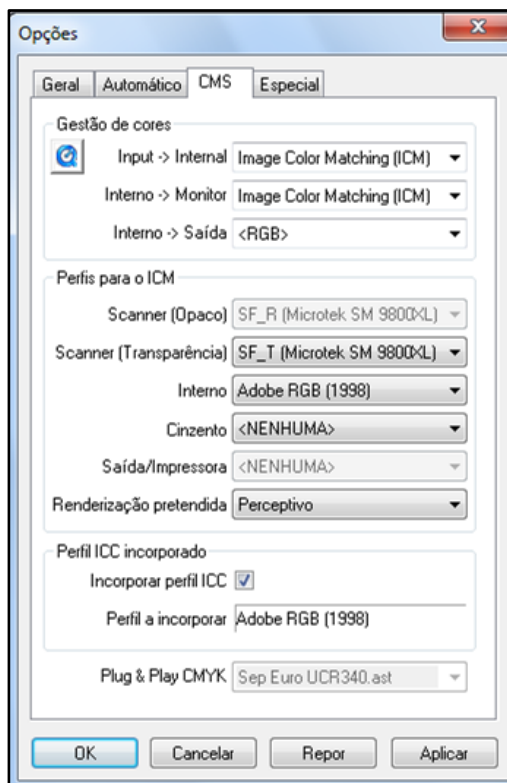 Opções
Geral Automático CMS Especial
Gestão de cores
Input -> Internal Image Color Matching (ICM)
Interno -> Monitor Image Color Matching (ICM)
Interno -> Saída <RGB>
Perfis para o ICM
Scanner (Opaco) SF_R (Microtek SM 9800XL)
Scanner (Transparência) SF_T (Microtek SM 9800XL)
Interno Adobe RGB (1998)
Cinzento <NENHUMA>
Saída/Impressora <NENHUMA>
Renderização pretendida Perceptivo
Perfil ICC incorporado
Incorporar perfil ICC
Perfil a incorporar Adobe RGB (1998)
Plug & Play CMYK Sep Euro UCR340.ast
OK Cancelar Repor Aplicar